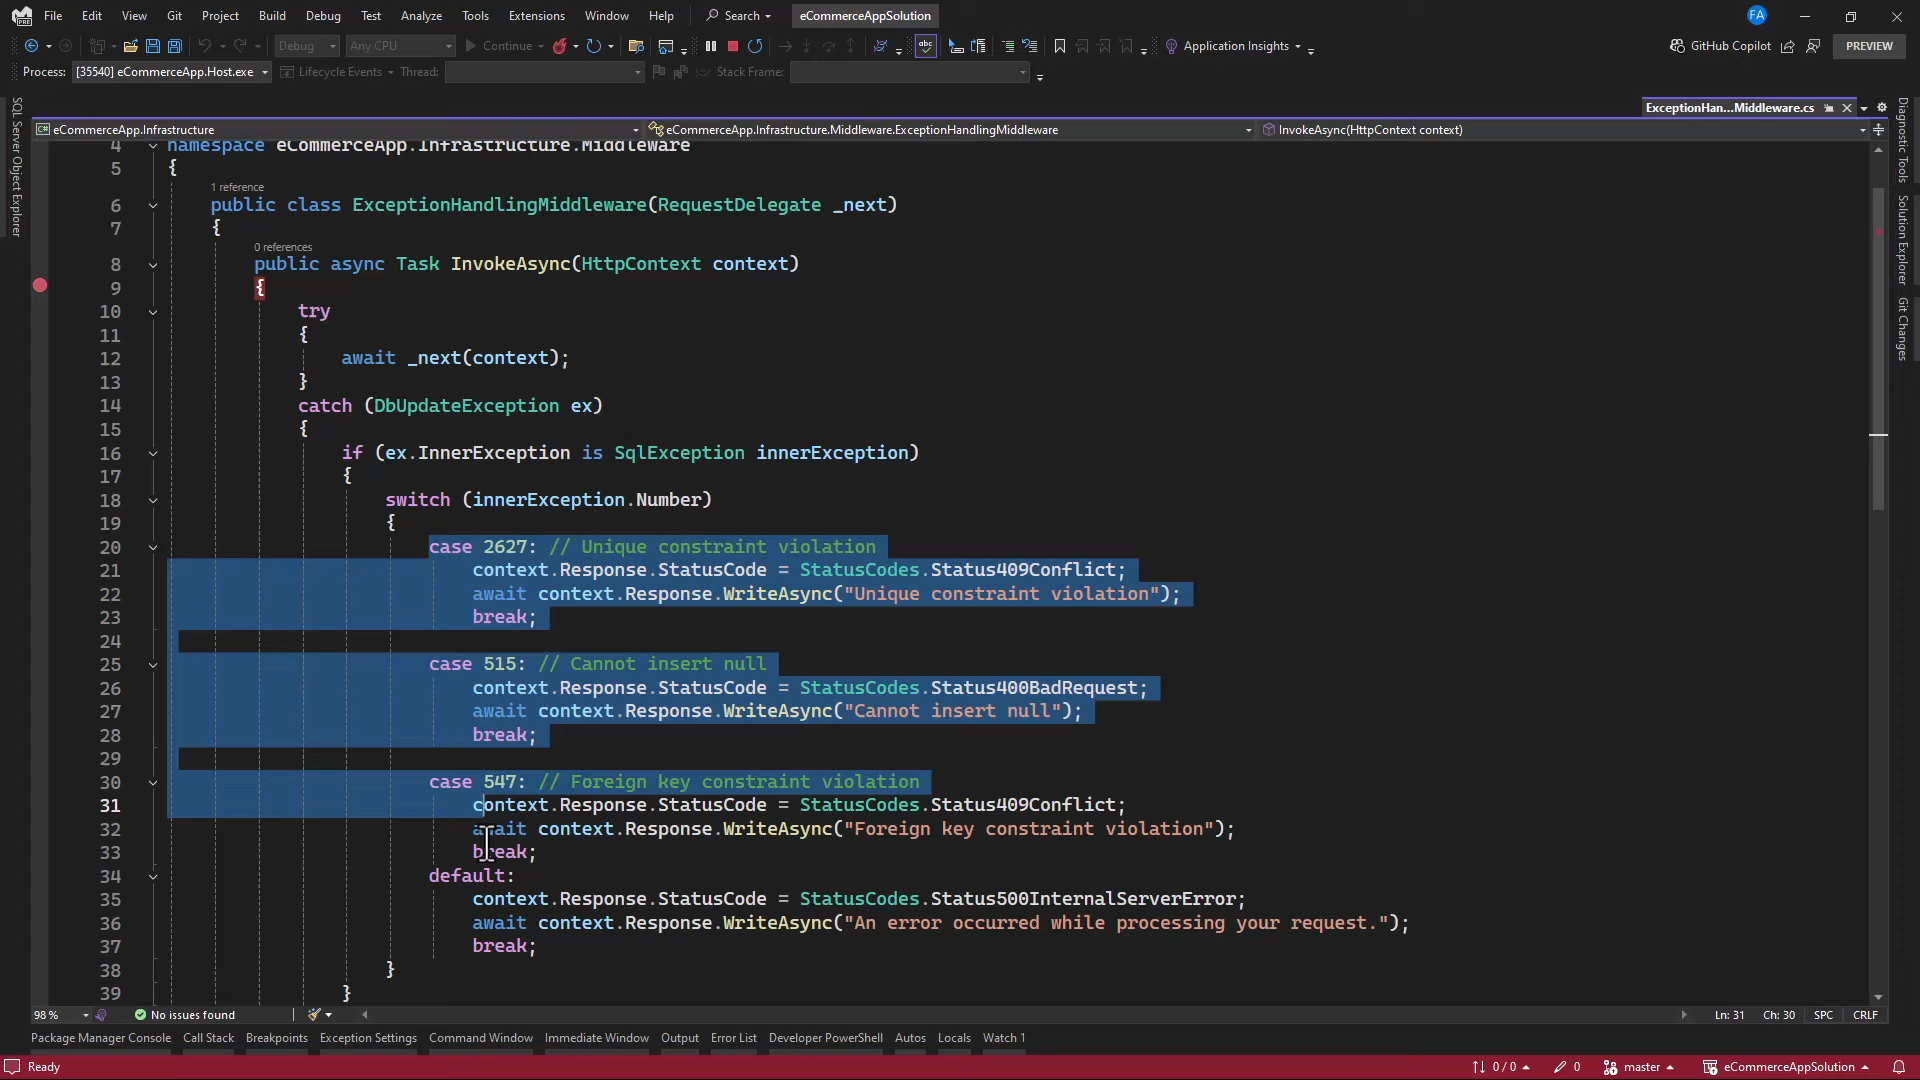 File Edit View Git Project Build Debug Test Analyze Tools Extensions Window Help Search eCommerceAppSolution FA
Debug Any CPU Continue Application Insights GitHub Copilot PREVIEW
Process: [35540] eCommerceApp.Host.exe Lifecycle Events Thread: Stack Frame:
ExceptionHan...Middleware.cs
eCommerceApp.Infrastructure eCommerceApp.Infrastructure.Middleware.ExceptionHandlingMiddleware InvokeAsync(HttpContext context)
SQL Server Object Explorer
Diagnostic Tools
Solution Explorer
Git Changes
4 namespace eCommerceApp.Infrastructure.Middleware
5 {
1 reference
6 public class ExceptionHandlingMiddleware(RequestDelegate _next)
7 {
0 references
8 public async Task InvokeAsync(HttpContext context)
9 {
10 try
11 {
12 await _next(context);
13 }
14 catch (DbUpdateException ex)
15 {
16 if (ex.InnerException is SqlException innerException)
17 {
18 switch (innerException.Number)
19 {
20 case 2627: // Unique constraint violation
21 context.Response.StatusCode = StatusCodes.Status409Conflict;
22 await context.Response.WriteAsync("Unique constraint violation");
23 break;
24
25 case 515: // Cannot insert null
26 context.Response.StatusCode = StatusCodes.Status400BadRequest;
27 await context.Response.WriteAsync("Cannot insert null");
28 break;
29
30 case 547: // Foreign key constraint violation
31 context.Response.StatusCode = StatusCodes.Status409Conflict;
32 await context.Response.WriteAsync("Foreign key constraint violation");
33 break;
34 default:
35 context.Response.StatusCode = StatusCodes.Status500InternalServerError;
36 await context.Response.WriteAsync("An error occurred while processing your request.");
37 break;
38 }
39 }
98 % No issues found Ln: 31 Ch: 30 SPC CRLF
Package Manager Console Call Stack Breakpoints Exception Settings Command Window Immediate Window Output Error List Developer PowerShell Autos Locals Watch 1
Ready 0 / 0 0 master eCommerceAppSolution